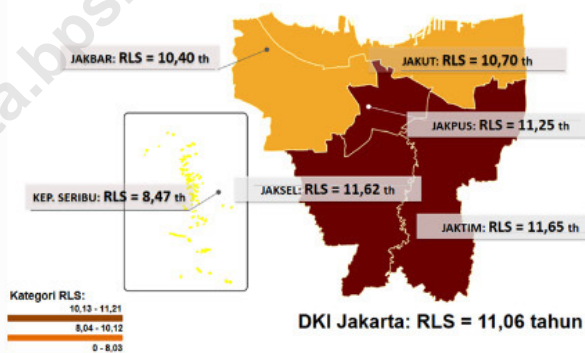 ta.bps
JAKBAR: RLS = 10,40 th
JAKUT: RLS = 10,70 th
JAKPUS: RLS = 11,25 th
KEP. SERIBU: RLS = 8,47 th
JAKSEL: RLS = 11,62 th
JAKTIM: RLS = 11,65 th
Kategori RLS:
10,13 - 11,21
8,04 - 10,12
0 - 8,03
DKI Jakarta: RLS = 11,06 tahun